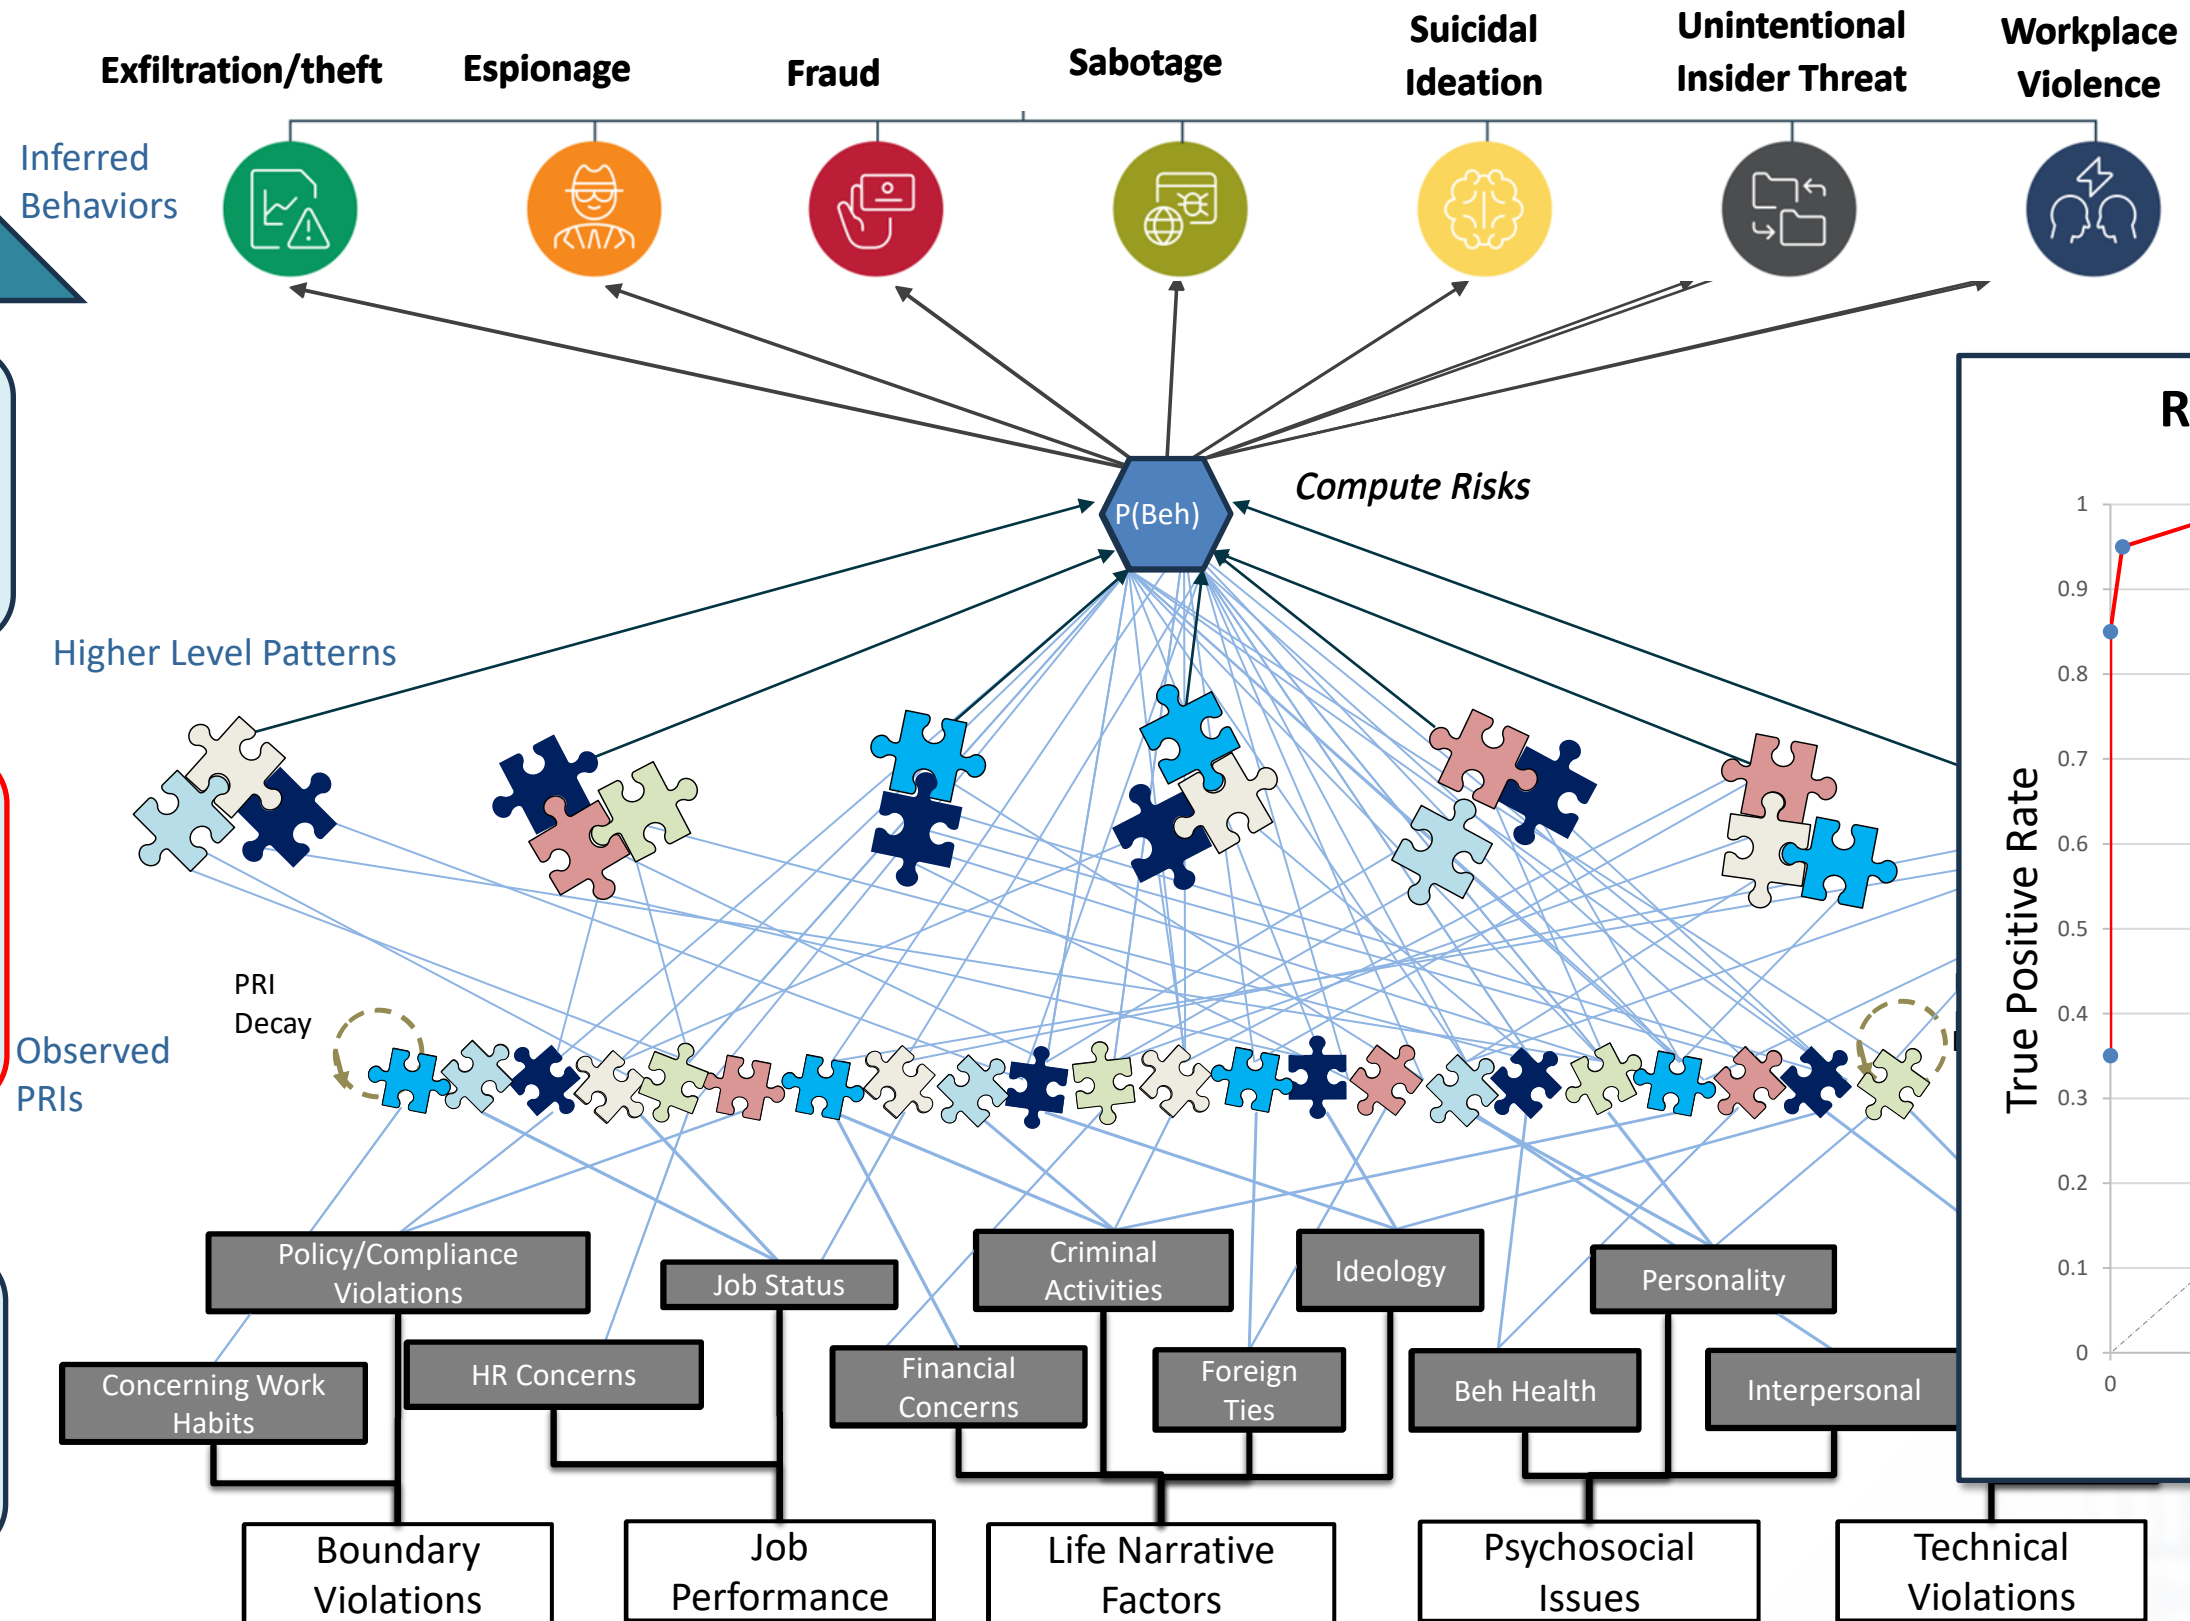 Exfiltration/theft
Espionage
Fraud
Sabotage
Suicidal
Ideation
Unintentional
Insider Threat
Workplace
Violence
Inferred
Behaviors
P(Beh)
Compute Risks
Higher Level Patterns
PRI
Decay
Observed
PRIs
R
1
0.9
0.8
0.7
0.6
0.5
0.4
0.3
0.2
0.1
0
0
True Positive Rate
Policy/Compliance
Violations
Job Status
Criminal
Activities
Ideology
Personality
Concerning Work
Habits
HR Concerns
Financial
Concerns
Foreign
Ties
Beh Health
Interpersonal
Boundary
Violations
Job
Performance
Life Narrative
Factors
Psychosocial
Issues
Technical
Violations